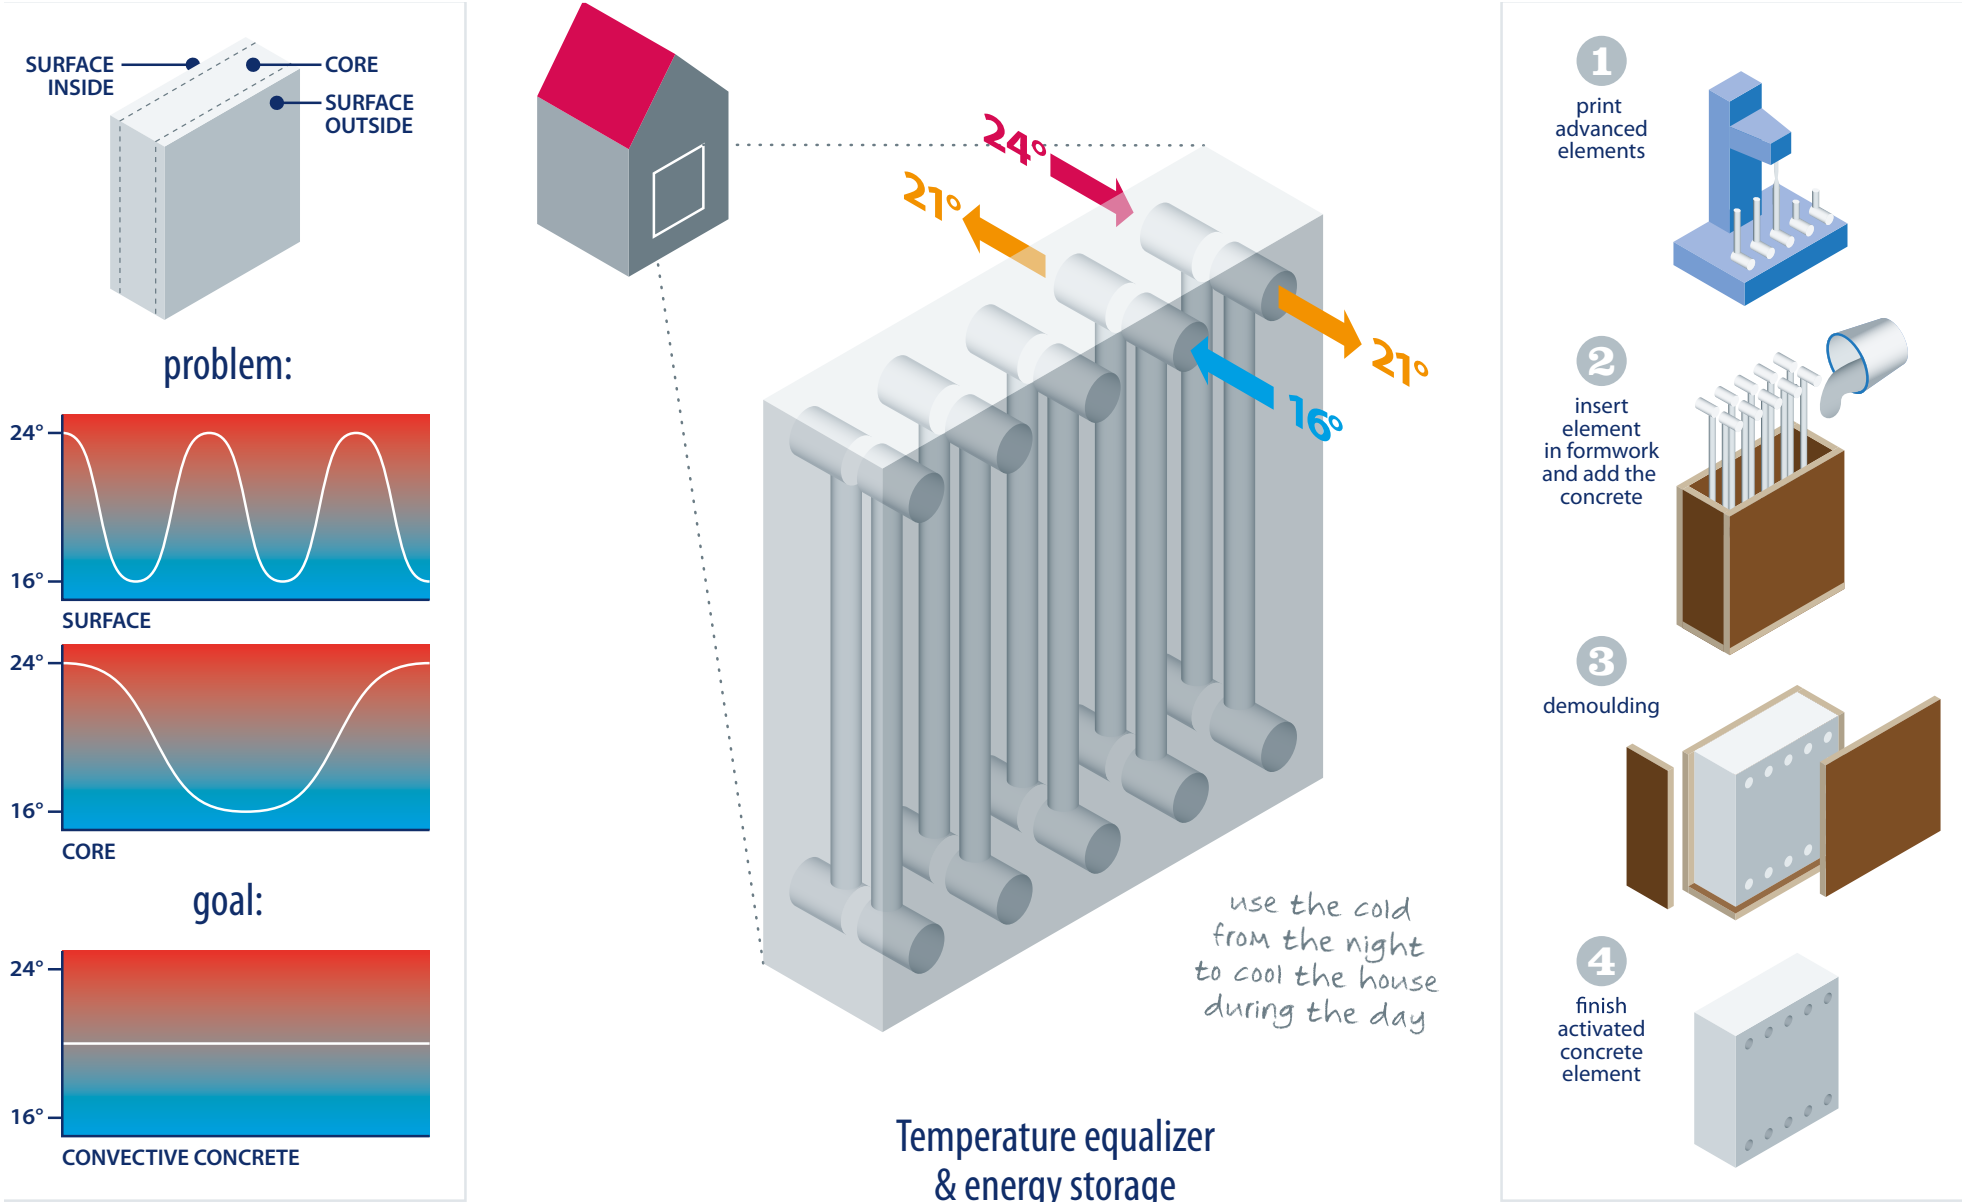 SURFACE
INSIDE
CORE
SURFACE
OUTSIDE
problem:
24°
16°
SURFACE
24°
16°
CORE
goal:
24°
16°
CONVECTIVE CONCRETE
24°
21°
21°
16°
use the cold
from the night
to cool the house
during the day
Temperature equalizer
& energy storage
1
print
advanced
elements
2
insert
element
in formwork
and add the
concrete
3
demoulding
4
finish
activated
concrete
element